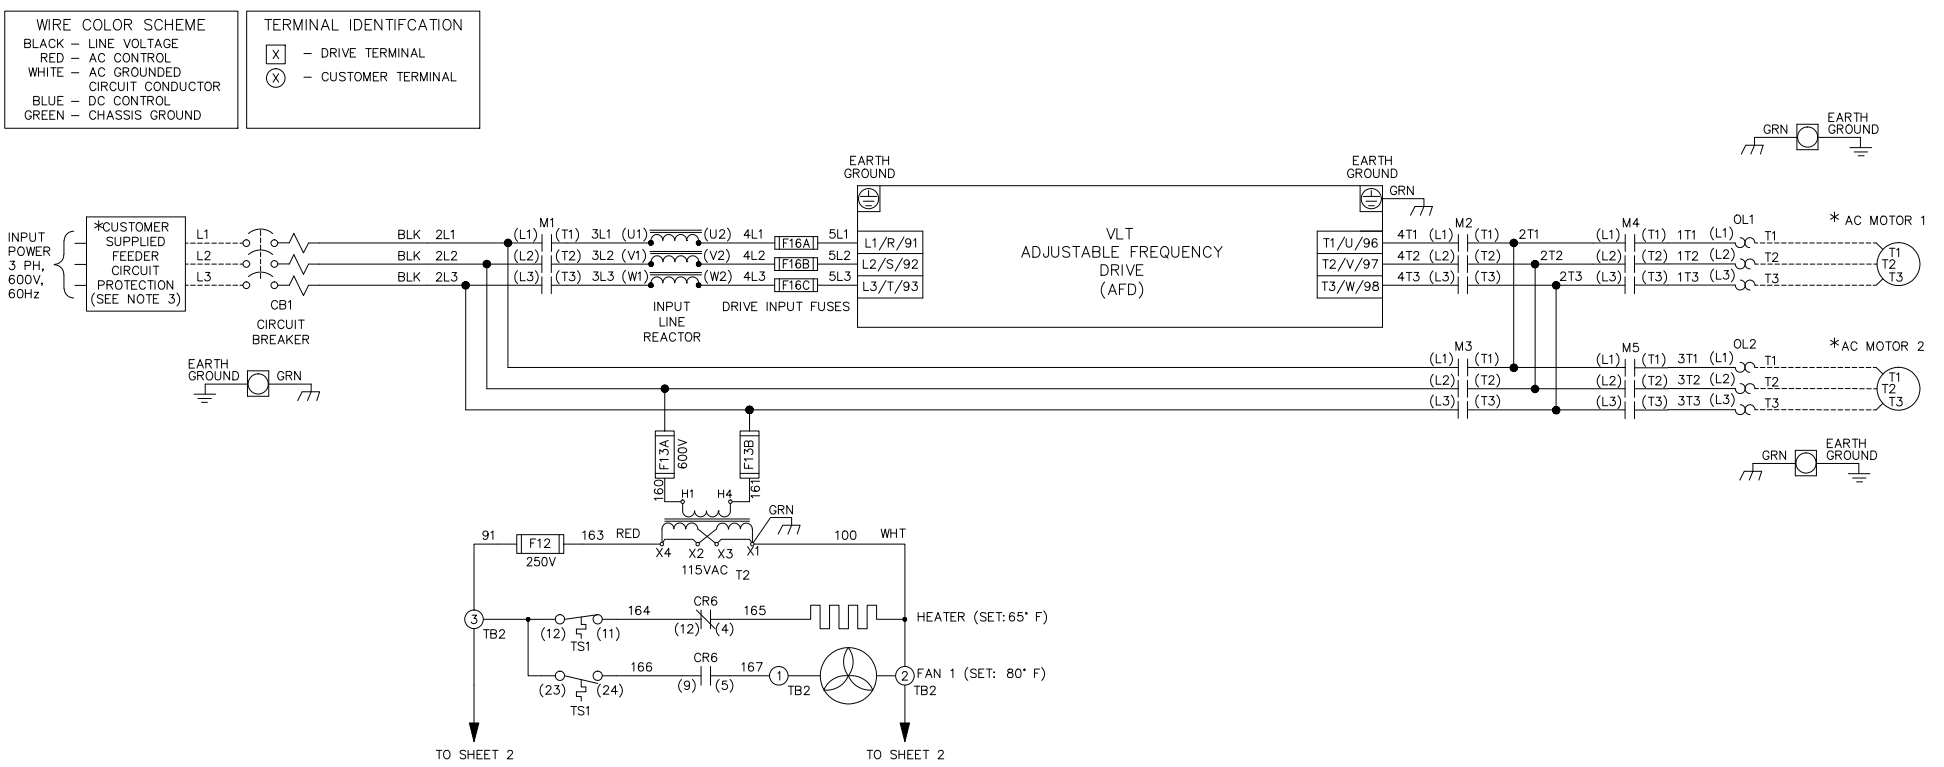 WIRE COLOR SCHEME
BLACK – LINE VOLTAGE
RED – AC CONTROL
WHITE – AC GROUNDED
CIRCUIT CONDUCTOR
BLUE – DC CONTROL
GREEN – CHASSIS GROUND
TERMINAL IDENTIFCATION
X – DRIVE TERMINAL
X – CUSTOMER TERMINAL
GRN
EARTH
GROUND
INPUT
POWER
3 PH,
600V,
60Hz
*CUSTOMER
SUPPLIED
FEEDER
CIRCUIT
PROTECTION
(SEE NOTE 3)
L1
L2
L3
CB1
CIRCUIT
BREAKER
EARTH
GROUND
GRN
M1
BLK 2L1 (L1) (T1) 3L1 (U1) (U2) 4L1 F16A 5L1 L1/R/91
BLK 2L2 (L2) (T2) 3L2 (V1) (V2) 4L2 F16B 5L2 L2/S/92
BLK 2L3 (L3) (T3) 3L3 (W1) (W2) 4L3 F16C 5L3 L3/T/93
INPUT
LINE
REACTOR
DRIVE INPUT FUSES
EARTH
GROUND
VLT
ADJUSTABLE FREQUENCY
DRIVE
(AFD)
EARTH
GROUND
GRN
M2 M4 OL1 * AC MOTOR 1
T1/U/96 4T1 (L1) (T1) 2T1 (L1) (T1) 1T1 (L1) T1
T2/V/97 4T2 (L2) (T2) 2T2 (L2) (T2) 1T2 (L2) T2
T3/W/98 4T3 (L3) (T3) 2T3 (L3) (T3) 1T3 (L3) T3
T1
T2
T3
M3 M5 OL2 *AC MOTOR 2
(L1) (T1) (L1) (T1) 3T1 (L1) T1
(L2) (T2) (L2) (T2) 3T2 (L2) T2
(L3) (T3) (L3) (T3) 3T3 (L3) T3
T1
T2
T3
GRN
EARTH
GROUND
F13A
600V
F13B
160
161
H1 H4
GRN
91 F12 163 RED
250V
X4 X2 X3 X1
115VAC T2
100 WHT
3
TB2
(12) (11)
TS1
164
CR6
(12) (4)
165
HEATER (SET: 65° F)
(23) (24)
TS1
166
CR6
(9) (5)
167
1
TB2
2
TB2
FAN 1 (SET: 80° F)
TO SHEET 2
TO SHEET 2